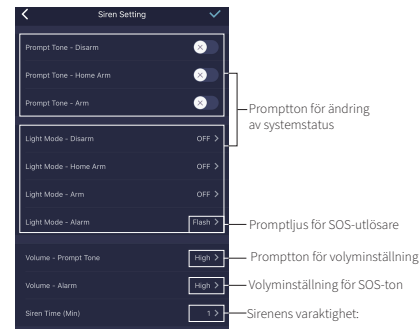 Siren Setting
Prompt Tone - Disarm
Prompt Tone - Home Arm
Prompt Tone - Arm
Promptton för ändring
av systemstatus
Light Mode - Disarm OFF
Light Mode - Home Arm OFF
Light Mode - Arm OFF
Light Mode - Alarm Flash
Promptljus för SOS-utlösare
Volume - Prompt Tone High
Promptton för volyminställning
Volume - Alarm High
Volyminställning för SOS-ton
Siren Time (Min) 1
Sirenens varaktighet: